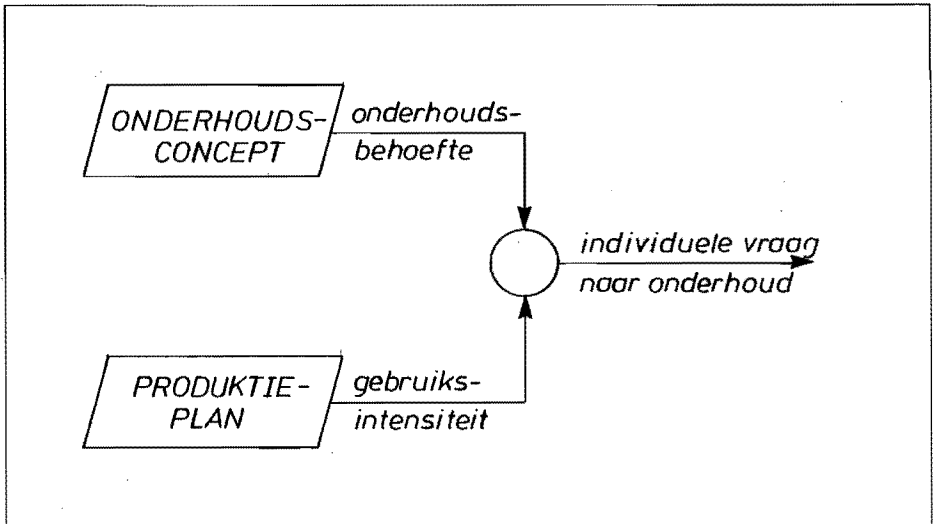 ONDERHOUDS-
CONCEPT
onderhouds-
behoefte
individuele vraag
naar onderhoud
PRODUKTIE-
PLAN
gebruiks-
intensiteit